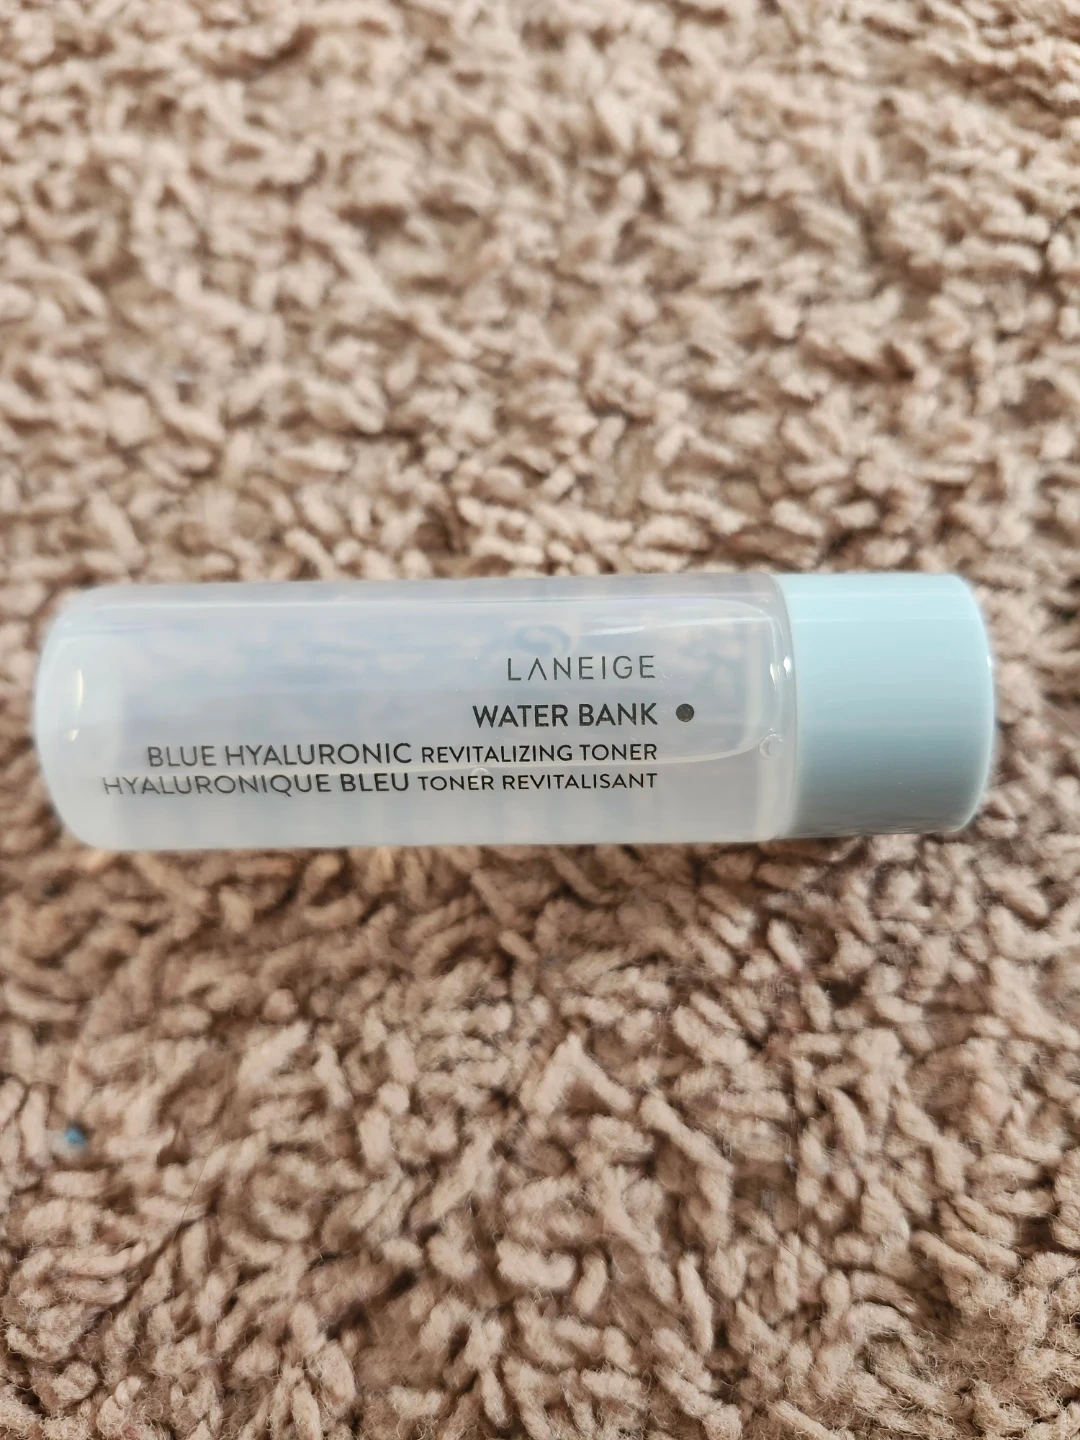 LANEIGE
WATER BANK
BLUE HYALURONIC REVITALIZING TONER
HYALURONIQUE BLEU TONER REVITALISANT